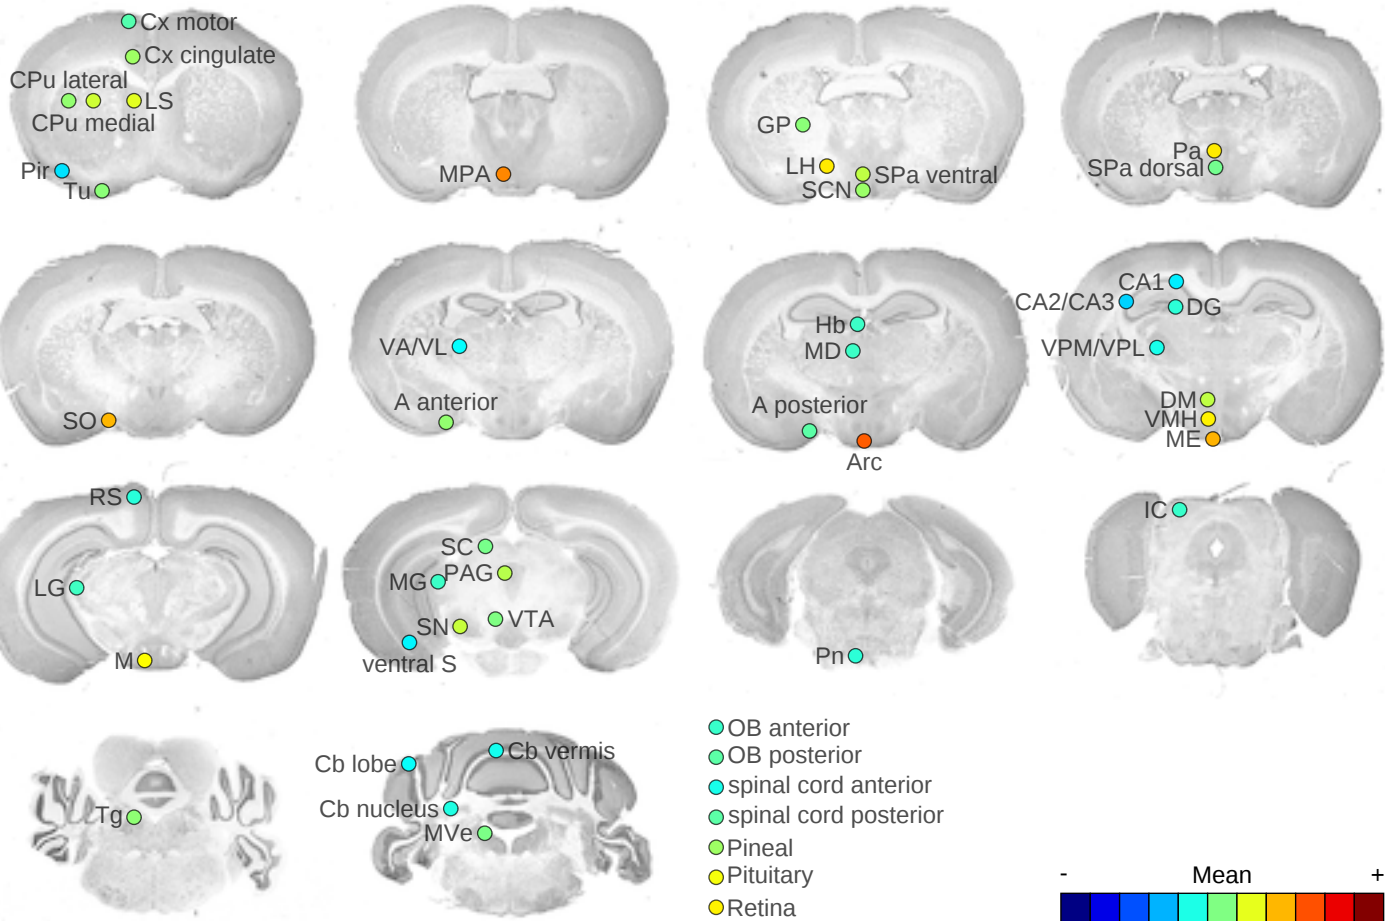 Cx motor
Cx cingulate
CPu lateral
LS
CPu medial
Pir
Tu
MPA
GP
LH
SPa ventral
SCN
Pa
SPa dorsal
SO
VA/VL
A anterior
Hb
MD
A posterior
Arc
CA1
CA2/CA3
DG
VPM/VPL
DM
VMH
ME
RS
LG
M
SC
MG
PAG
SN
VTA
ventral S
Pn
IC
Tg
Cb lobe
Cb vermis
Cb nucleus
MVe
OB anterior
OB posterior
spinal cord anterior
spinal cord posterior
Pineal
Pituitary
Retina
- Mean +